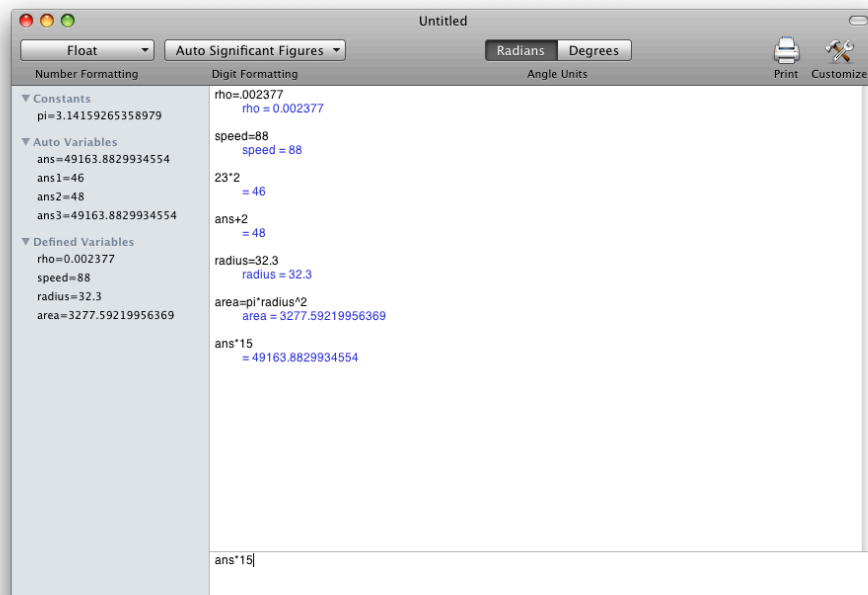 Untitled
Float
Auto Significant Figures
Radians
Degrees
Number Formatting
Digit Formatting
Angle Units
Print
Customize
Constants
pi=3.14159265358979
Auto Variables
ans=49163.8829934554
ans1=46
ans2=48
ans3=49163.8829934554
Defined Variables
rho=0.002377
speed=88
radius=32.3
area=3277.59219956369
rho=.002377
rho = 0.002377
speed=88
speed = 88
23*2
= 46
ans+2
= 48
radius=32.3
radius = 32.3
area=pi*radius^2
area = 3277.59219956369
ans*15
= 49163.8829934554
ans*15